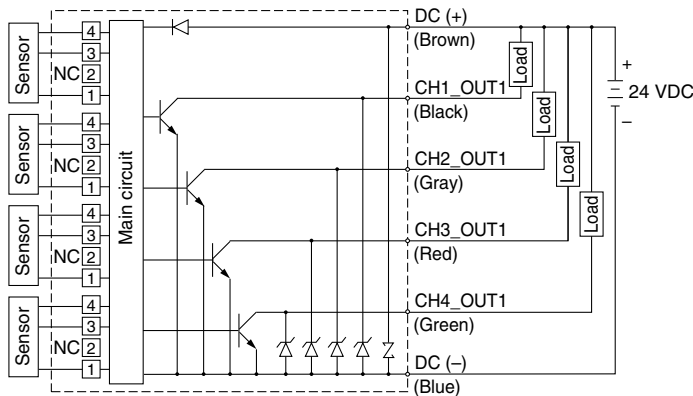 Sensor
4
3
NC 2
1
Sensor
4
3
NC 2
1
Sensor
4
3
NC 2
1
Sensor
4
3
NC 2
1
Main circuit
DC (+)
(Brown)
CH1_OUT1
(Black)
CH2_OUT1
(Gray)
CH3_OUT1
(Red)
CH4_OUT1
(Green)
DC (–)
(Blue)
Load
Load
Load
Load
+
24 VDC
–